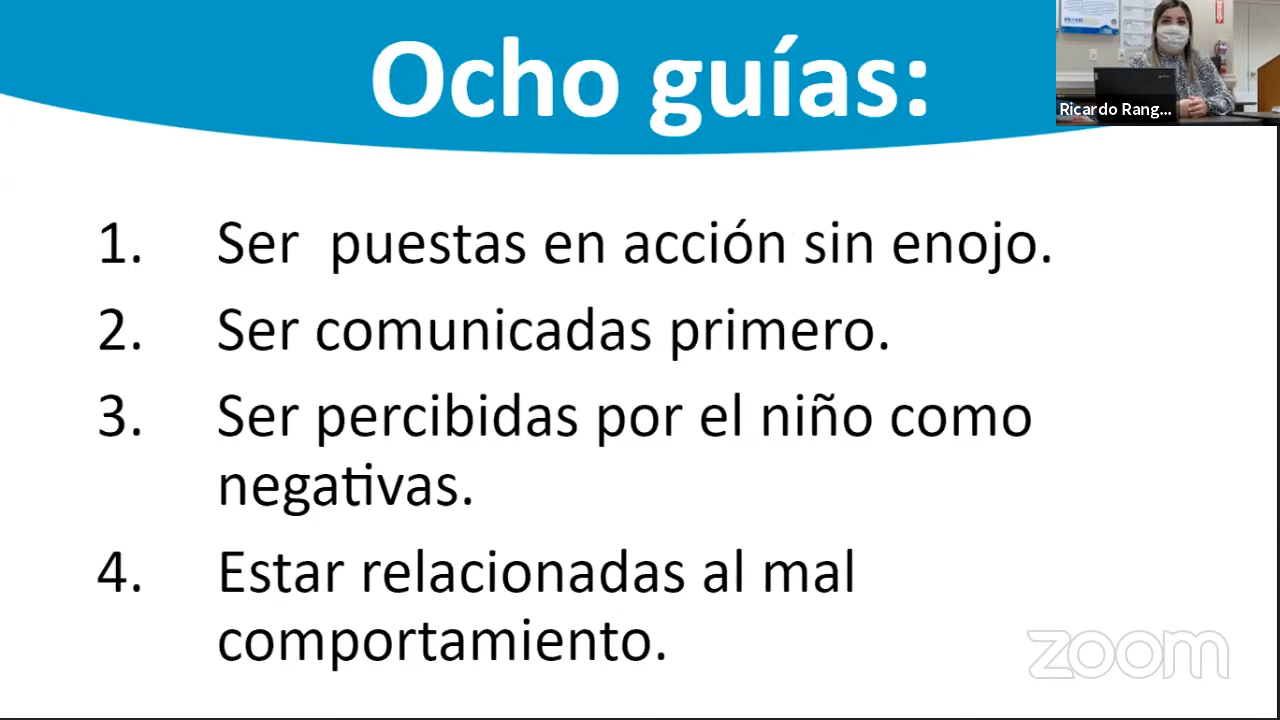 Ocho guías:
Ricardo Rang...
1. Ser puestas en acción sin enojo.
2. Ser comunicadas primero.
3. Ser percibidas por el niño como
negativas.
4. Estar relacionadas al mal
comportamiento.
zoom